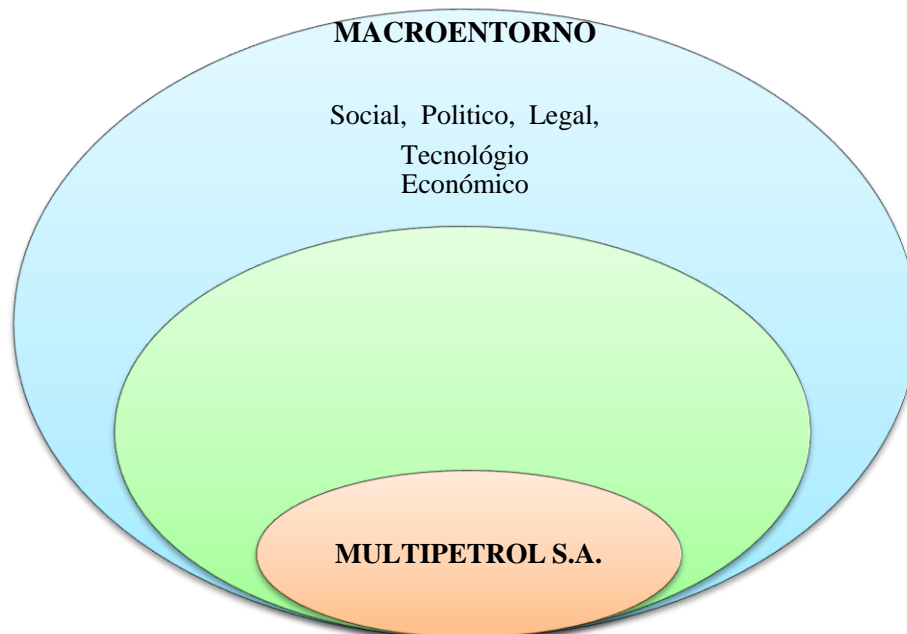 MACROENTORNO
Social, Politico, Legal,
Tecnológio
Económico
MULTIPETROL S.A.